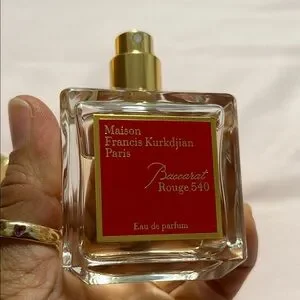 Maison
Francis Kurkdjian
Paris
Baccarat
Rouge 540
Eau de parfum